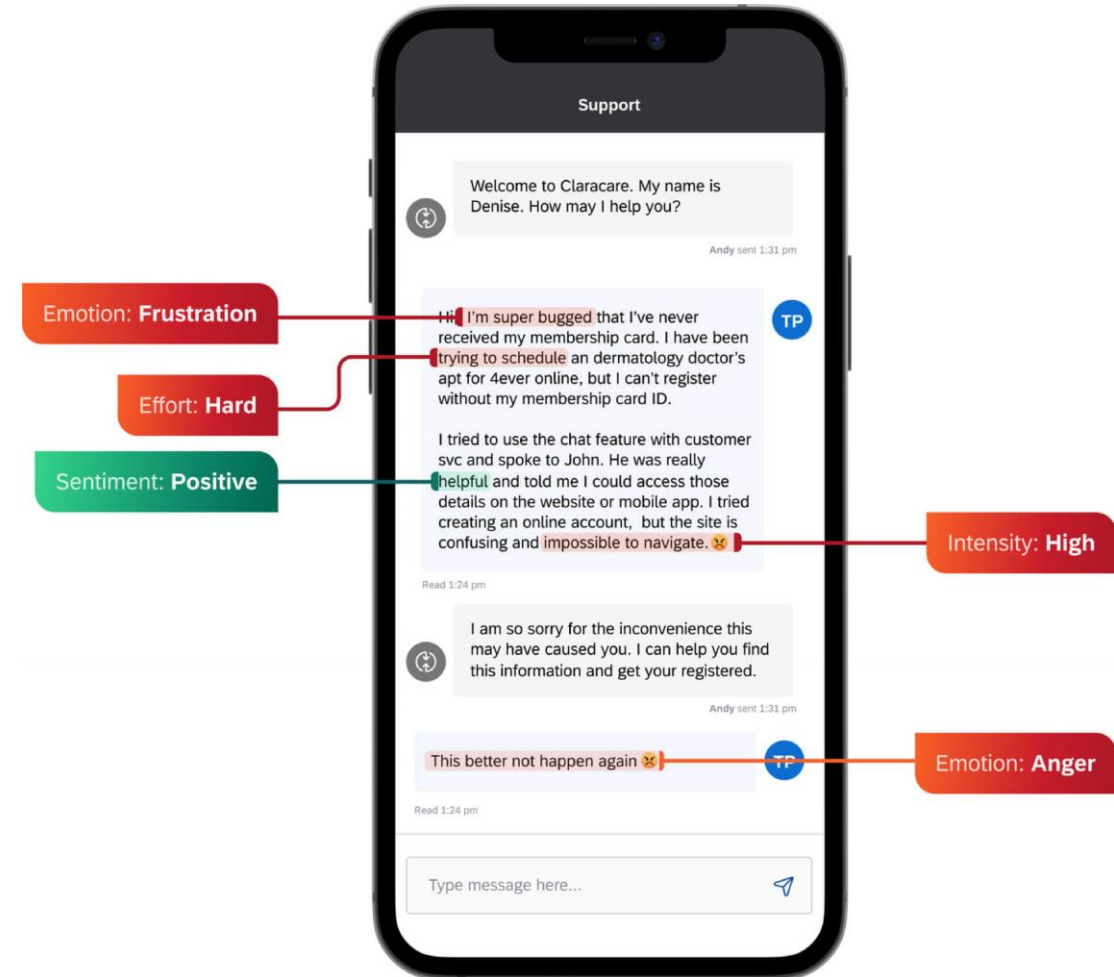 Support
Welcome to Claracare. My name is
Denise. How may I help you?
Andy sent 1:31 pm
Emotion: Frustration
Hi I'm super bugged that I've never
received my membership card. I have been
trying to schedule an dermatology doctor's
apt for 4ever online, but I can't register
without my membership card ID.
TP
Effort: Hard
I tried to use the chat feature with customer
svc and spoke to John. He was really
helpful and told me I could access those
details on the website or mobile app. I tried
creating an online account, but the site is
confusing and impossible to navigate. 😠
Sentiment: Positive
Intensity: High
Read 1:24 pm
I am so sorry for the inconvenience this
may have caused you. I can help you find
this information and get your registered.
Andy sent 1:31 pm
This better not happen again 😠
TP
Emotion: Anger
Read 1:24 pm
Type message here...